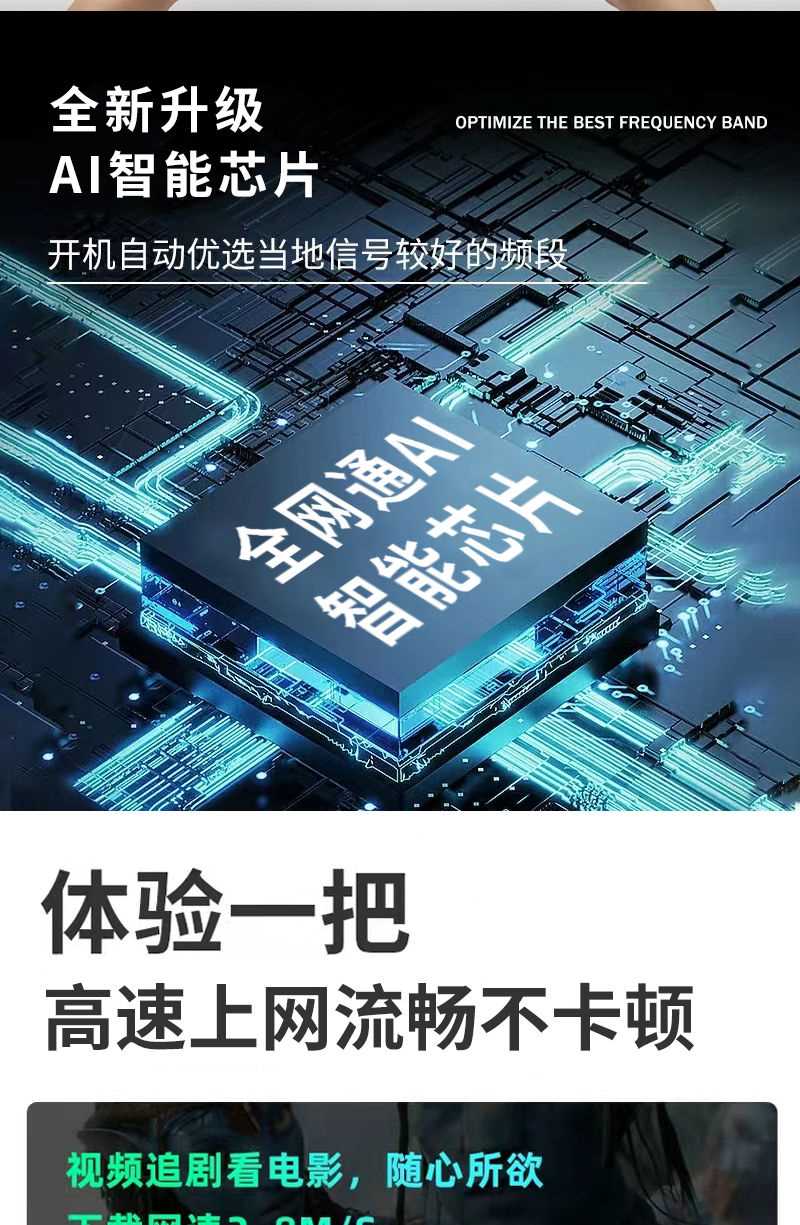 全新升级
AI智能芯片
OPTIMIZE THE BEST FREQUENCY BAND
开机自动优选当地信号较好的频段
全网通AI
智能芯片
体验一把
高速上网流畅不卡顿
视频追剧看电影，随心所欲